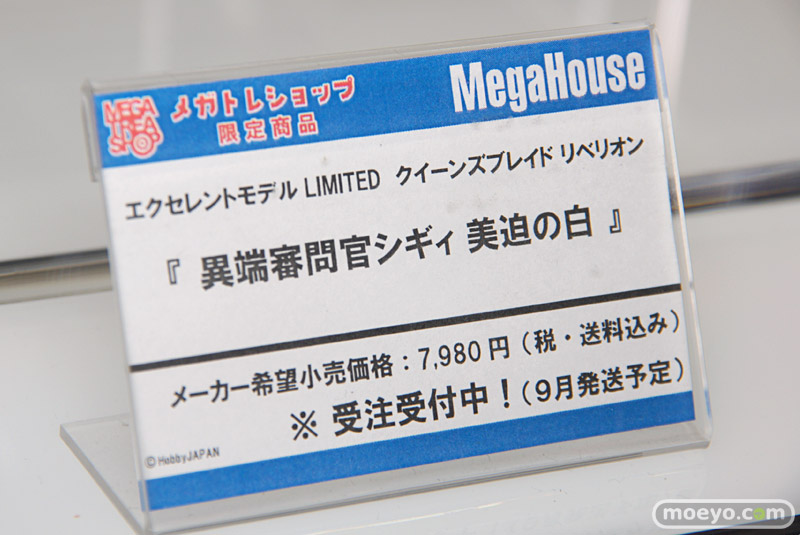 MEGA TREA SHOP
メガトレショップ
限定商品
MegaHouse
エクセレントモデル LIMITED クイーンズブレイド リベリオン
『 異端審問官シギィ 美迫の白 』
メーカー希望小売価格：7,980円（税・送料込み）
※ 受注受付中！（9月発送予定）
©HobbyJAPAN
moeyo.com